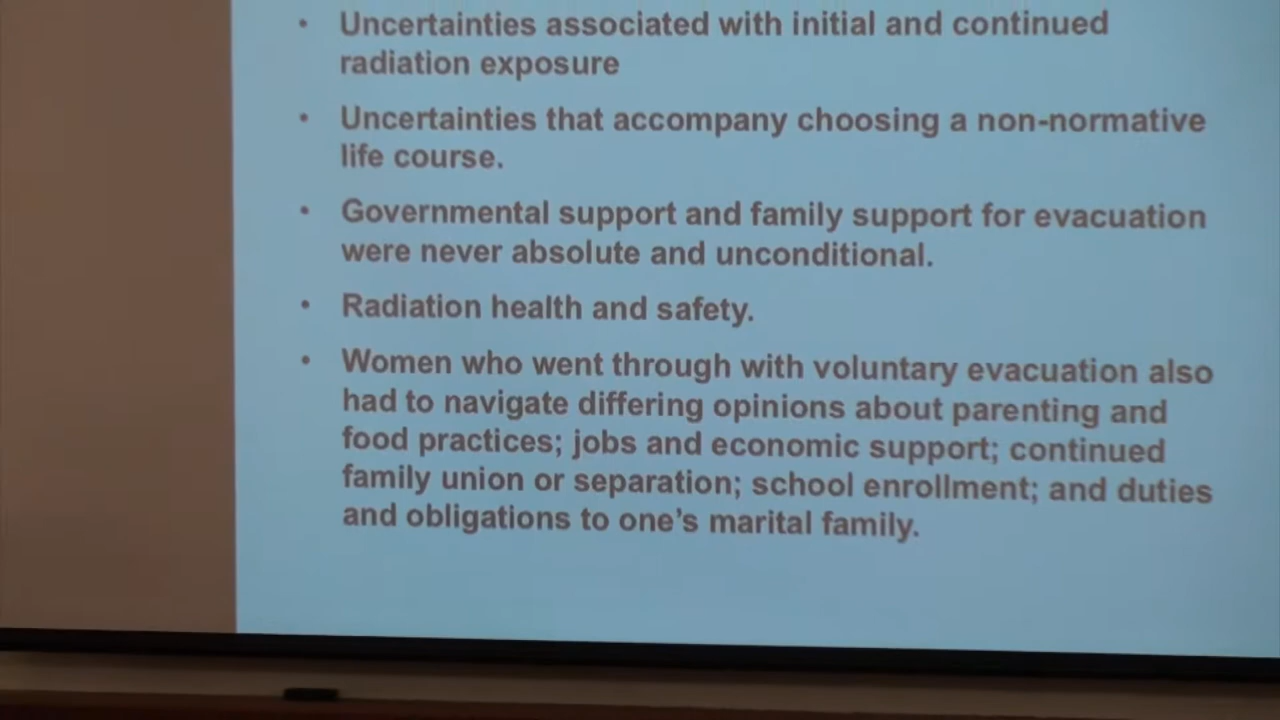 • Uncertainties associated with initial and continued
radiation exposure
• Uncertainties that accompany choosing a non-normative
life course.
• Governmental support and family support for evacuation
were never absolute and unconditional.
• Radiation health and safety.
• Women who went through with voluntary evacuation also
had to navigate differing opinions about parenting and
food practices; jobs and economic support; continued
family union or separation; school enrollment; and duties
and obligations to one’s marital family.